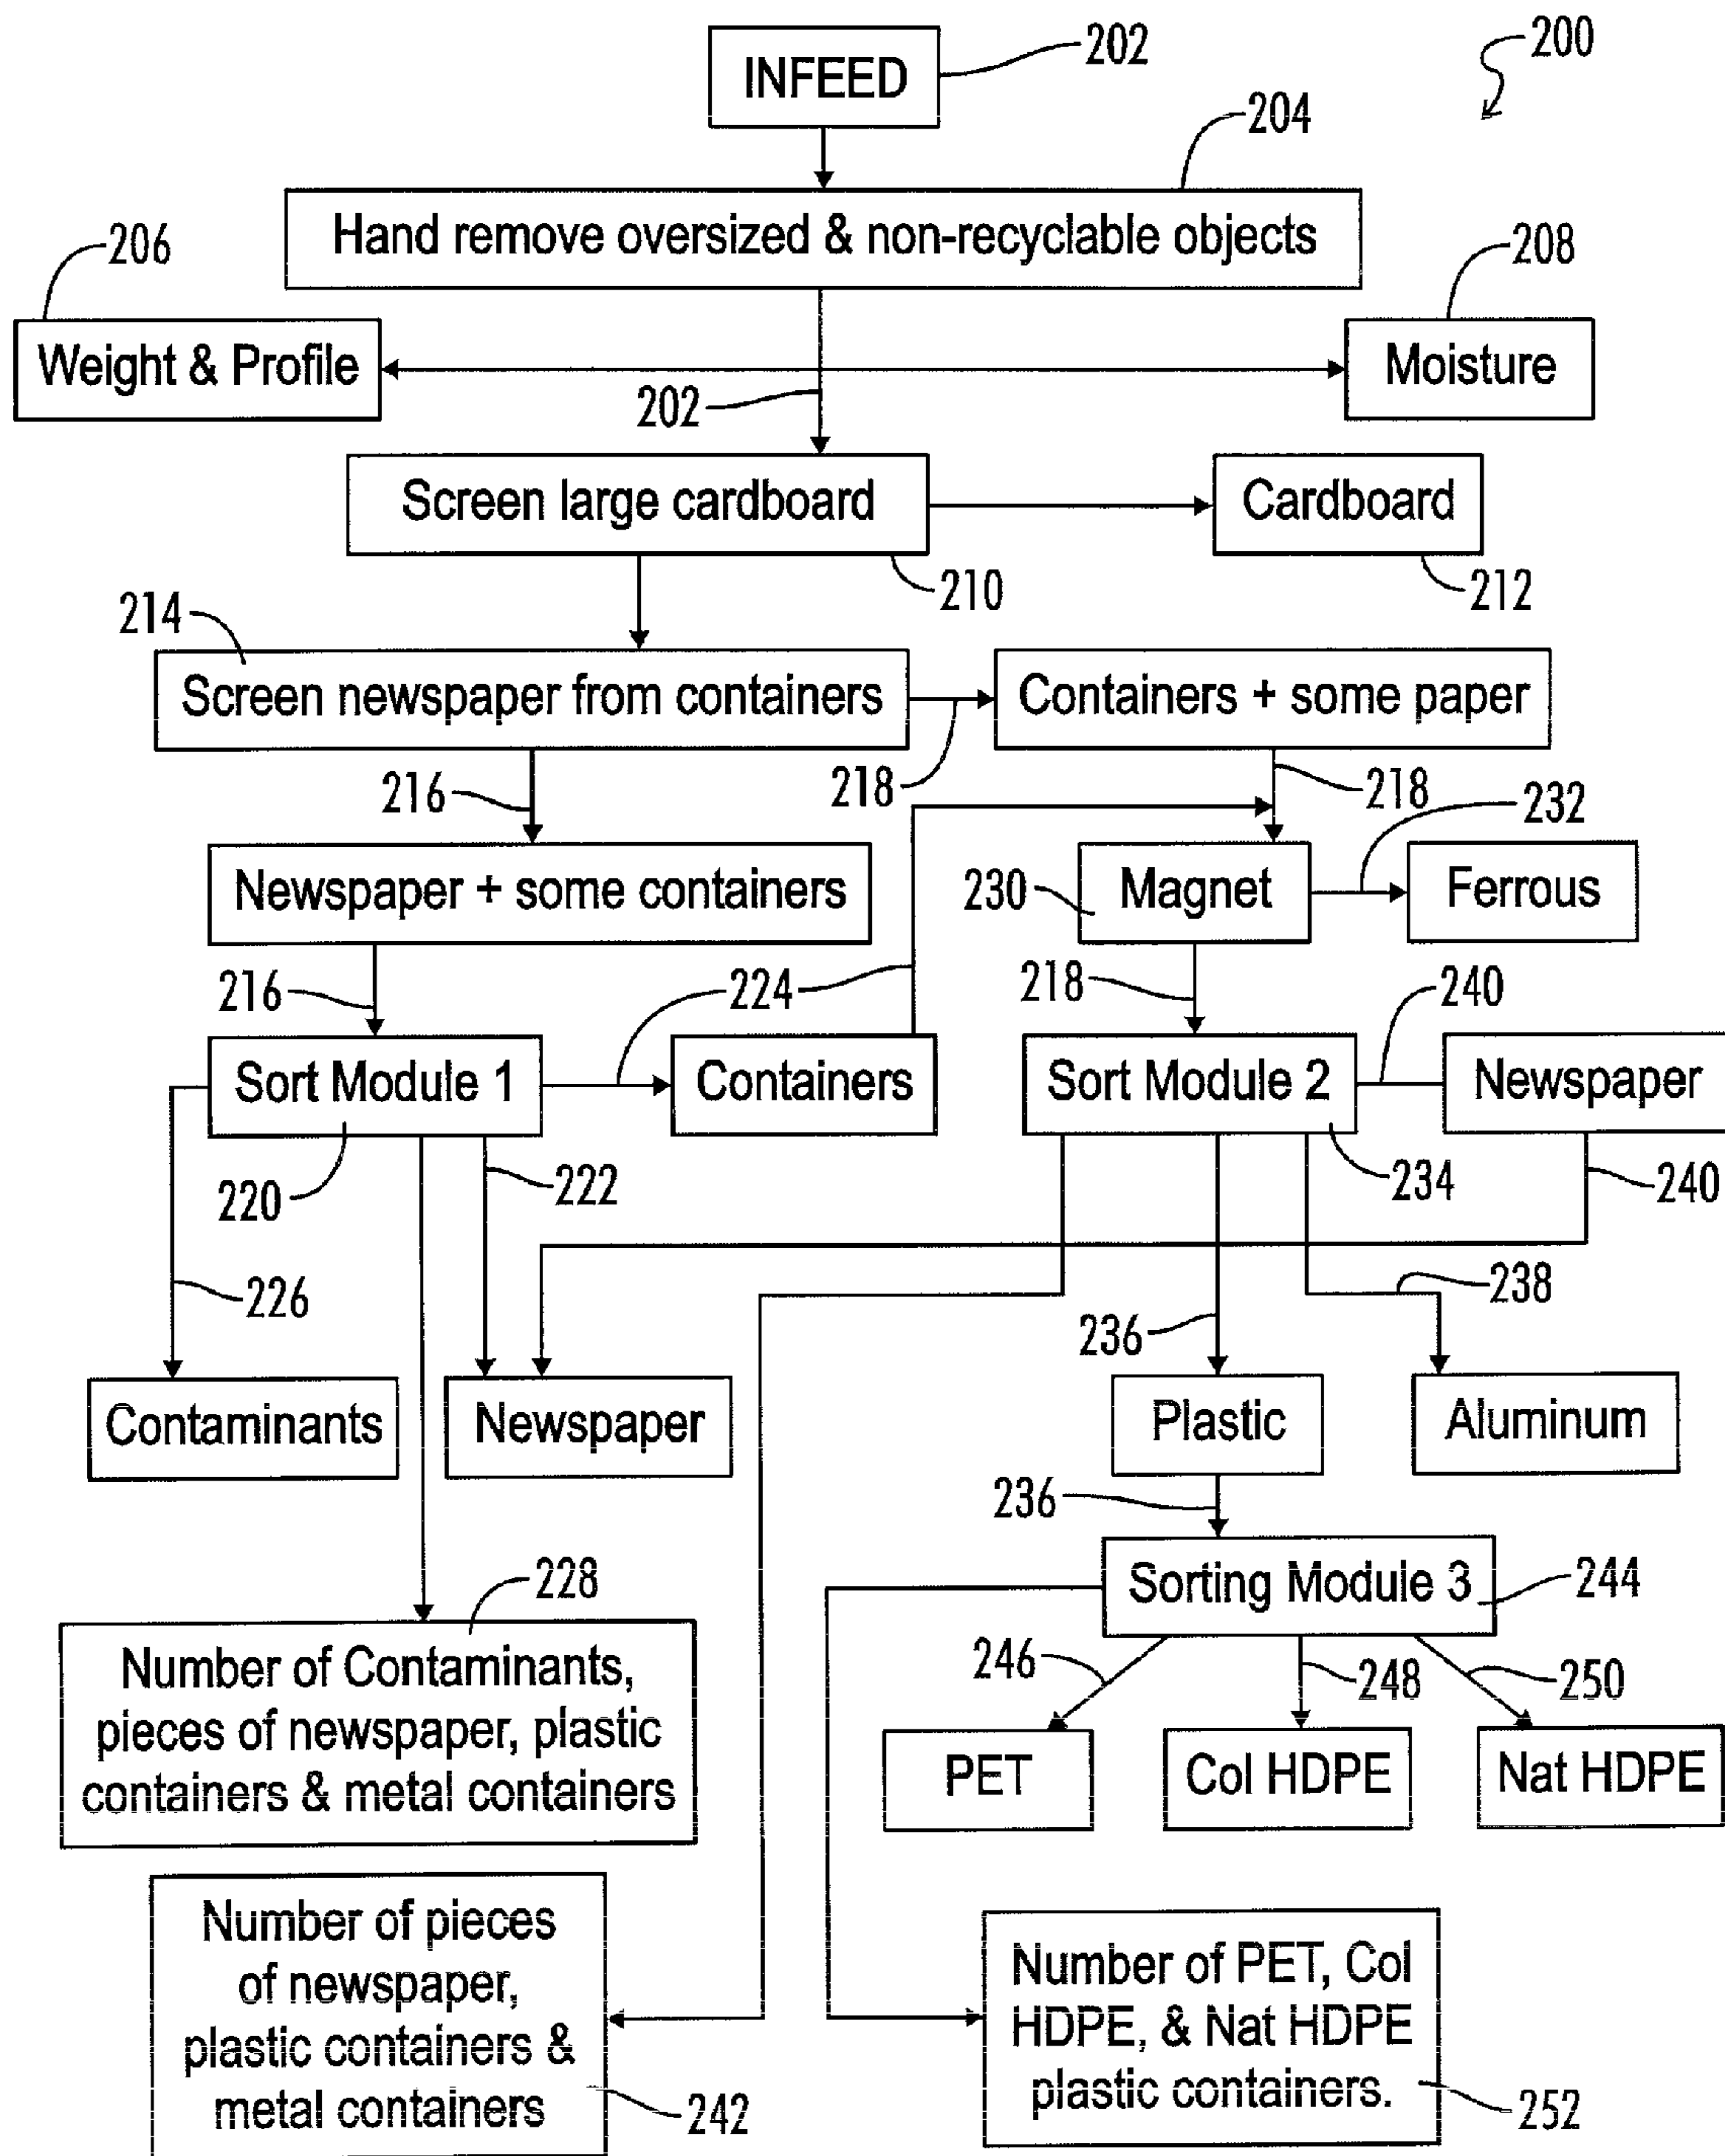 202
200
INFEED
204
Hand remove oversized & non-recyclable objects
206
208
Weight & Profile
Moisture
202
Screen large cardboard
Cardboard
210
212
214
Screen newspaper from containers
Containers + some paper
216
218
218
232
Newspaper + some containers
230
Magnet
Ferrous
216
224
218
240
Sort Module 1
Containers
Sort Module 2
Newspaper
220
222
234
240
226
236
238
Contaminants
Newspaper
Plastic
Aluminum
236
228
Sorting Module 3
244
Number of Contaminants,
pieces of newspaper, plastic
containers & metal containers
246
248
250
PET
Col HDPE
Nat HDPE
Number of pieces
of newspaper,
plastic containers &
metal containers
242
Number of PET, Col
HDPE, & Nat HDPE
plastic containers.
252